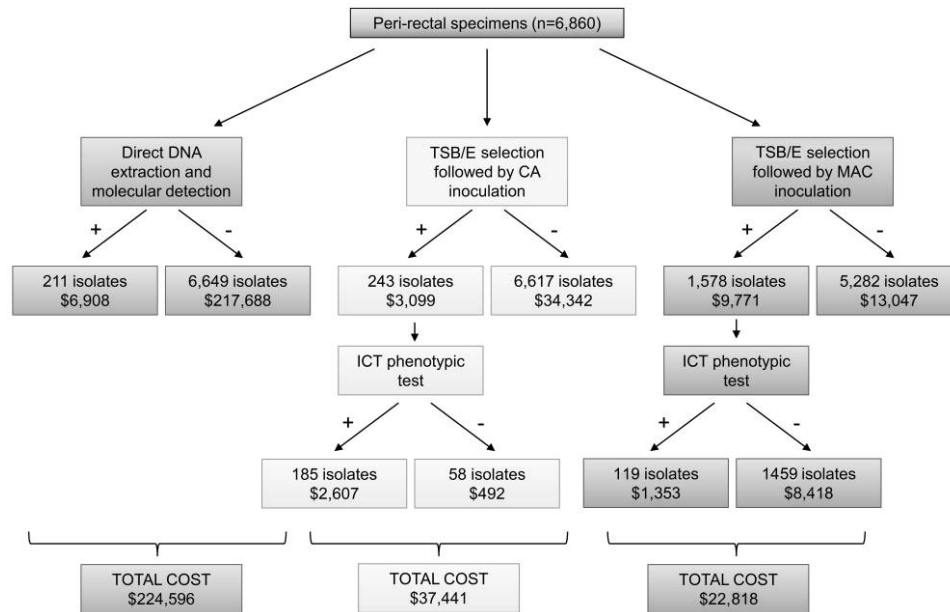 Peri-rectal specimens (n=6,860)
Direct DNA
extraction and
molecular detection
TSB/E selection
followed by CA
inoculation
TSB/E selection
followed by MAC
inoculation
+
-
+
-
+
-
211 isolates
$6,908
6,649 isolates
$217,688
243 isolates
$3,099
6,617 isolates
$34,342
1,578 isolates
$9,771
5,282 isolates
$13,047
ICT phenotypic
test
ICT phenotypic
test
+
-
+
-
185 isolates
$2,607
58 isolates
$492
119 isolates
$1,353
1459 isolates
$8,418
TOTAL COST
$224,596
TOTAL COST
$37,441
TOTAL COST
$22,818